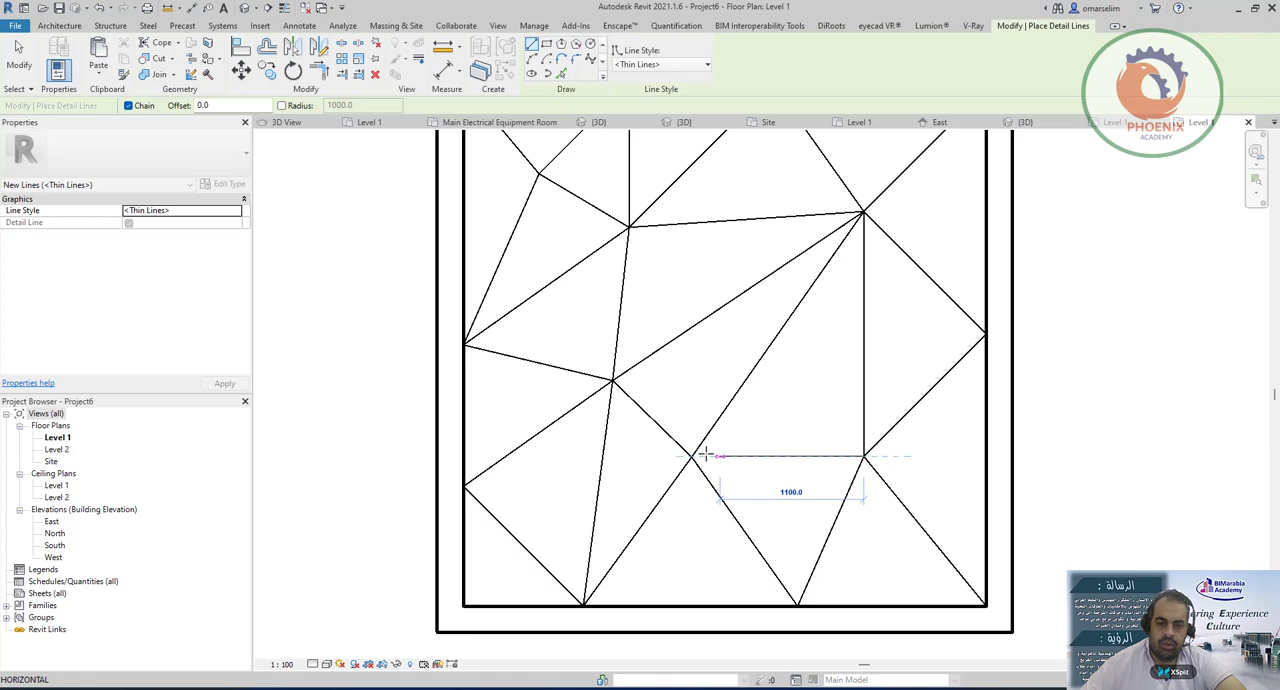 Autodesk Revit 2021.1.6 - Floor Plan: Level 1
omarselim
File Architecture Structure Steel Precast Systems Insert Annotate Analyze Massing & Site Collaborate View Manage Add-Ins Enscape™ Quantification BIM Interoperability Tools DiRoots eyecad VR® Lumion® V-Ray Modify | Place Detail Lines
Modify
Paste
Cope
Cut
Join
Line Style:
<Thin Lines>
Select Properties Clipboard Geometry Modify View Measure Create Draw Line Style
Modify | Place Detail Lines Chain Offset: 0.0 Radius: 1000.0
PHOENIX
ACADEMY
Properties
3D View Level 1 Main Electrical Equipment Room {3D} {3D} Site Level 1 East {3D} Level 1 Level 1
R
New Lines (<Thin Lines>) Edit Type
Graphics
Line Style <Thin Lines>
Detail Line
Properties help Apply
Project Browser - Project6
Views (all)
Floor Plans
Level 1
Level 2
Site
Ceiling Plans
Level 1
Level 2
Elevations (Building Elevation)
East
North
South
West
Legends
Schedules/Quantities (all)
Sheets (all)
Families
Groups
Revit Links
1100.0
1 : 100
HORIZONTAL
:0
Main Model
الرسالة :
الرؤية :
BIMarabia
Academy
ering Experience
Culture
XSplit